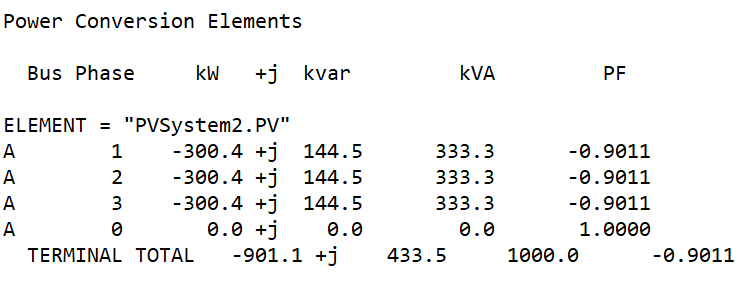 Power Conversion Elements
  Bus Phase     kW   +j  kvar         kVA         PF
ELEMENT = "PVSystem2.PV"
A        1    -300.4 +j  144.5      333.3      -0.9011
A        2    -300.4 +j  144.5      333.3      -0.9011
A        3    -300.4 +j  144.5      333.3      -0.9011
A        0       0.0 +j    0.0        0.0       1.0000
  TERMINAL TOTAL   -901.1 +j    433.5     1000.0      -0.9011